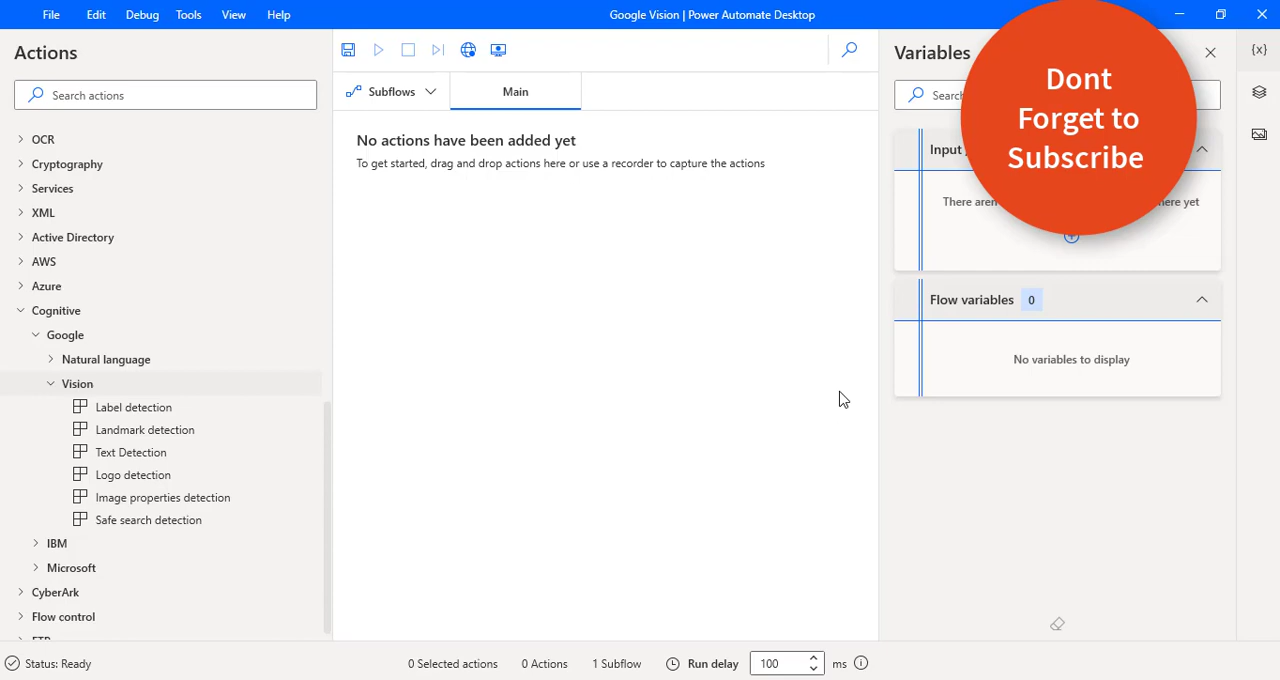 File Edit Debug Tools View Help
Google Vision | Power Automate Desktop
Actions
Search actions
OCR
Cryptography
Services
XML
Active Directory
AWS
Azure
Cognitive
Google
Natural language
Vision
Label detection
Landmark detection
Text Detection
Logo detection
Image properties detection
Safe search detection
IBM
Microsoft
CyberArk
Flow control
Subflows
Main
No actions have been added yet
To get started, drag and drop actions here or use a recorder to capture the actions
Variables
{x}
Dont
Forget to
Subscribe
Input
There
here yet
Flow variables 0
No variables to display
Status: Ready
0 Selected actions
0 Actions
1 Subflow
Run delay
100
ms